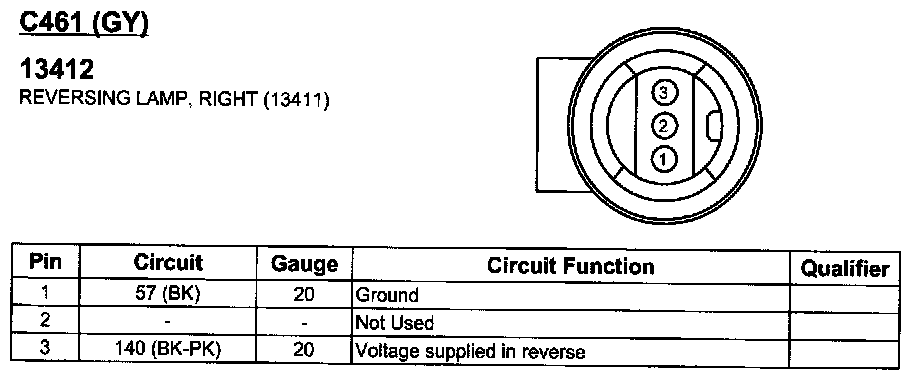 C461 (GY)
13412
REVERSING LAMP, RIGHT (13411)
3
2
1
Pin Circuit Gauge Circuit Function Qualifier
1 57 (BK) 20 Ground
2 - - Not Used
3 140 (BK-PK) 20 Voltage supplied in reverse